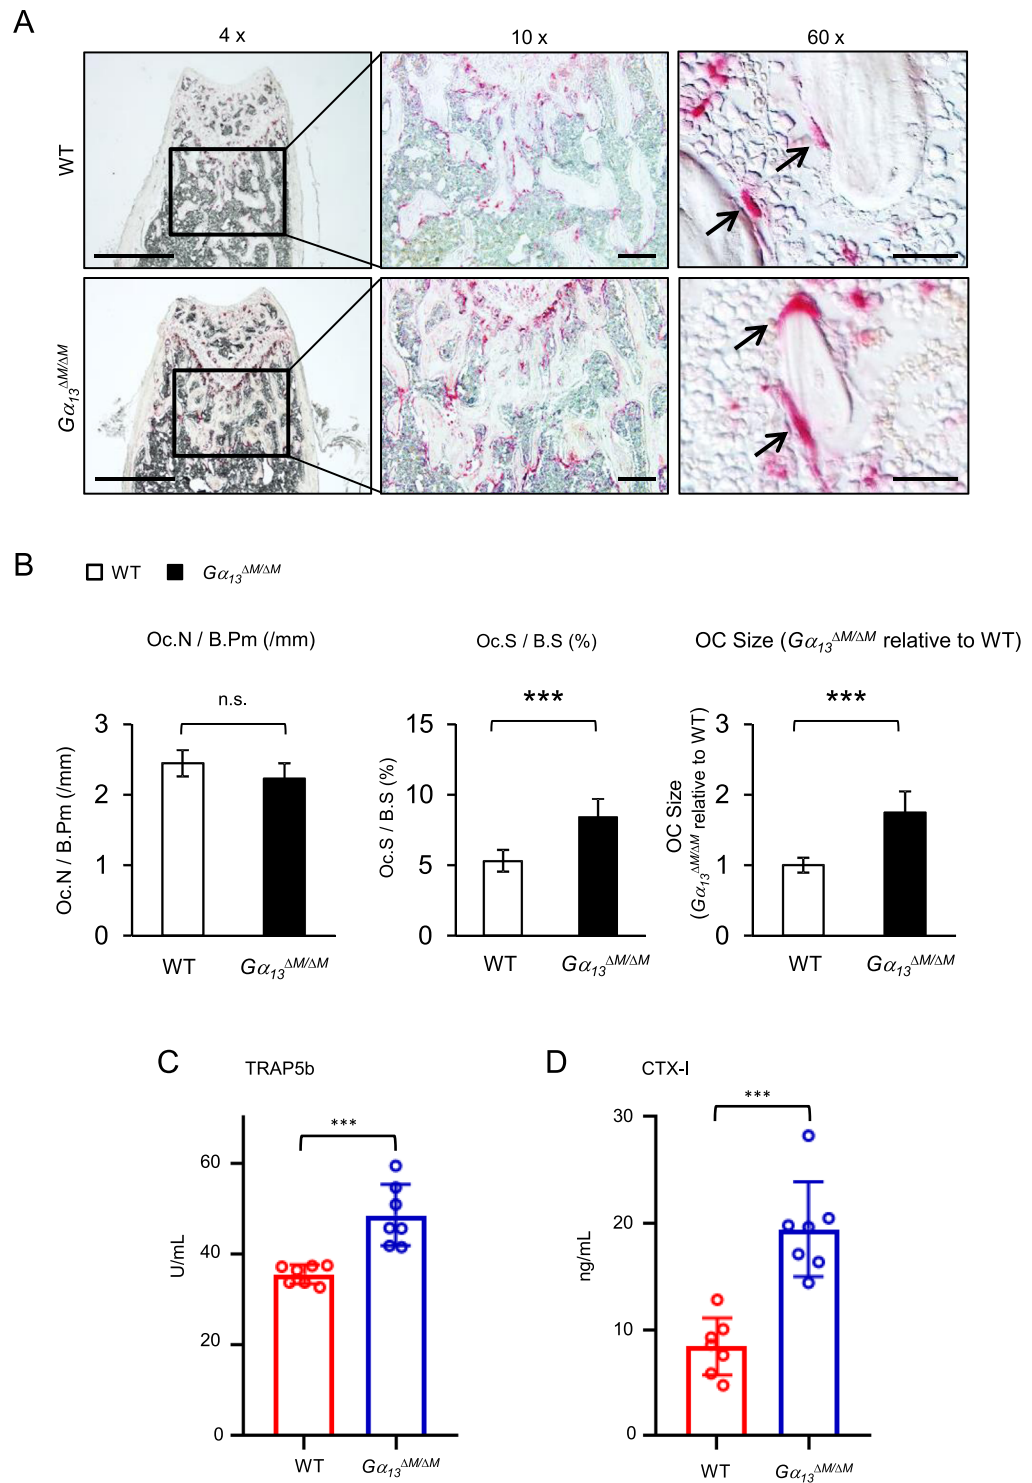 A
4 x
10 x
60 x
WT
Gα13ΔM/ΔM
B
WT
Gα13ΔM/ΔM
Oc.N / B.Pm (/mm)
Oc.S / B.S (%)
OC Size (Gα13ΔM/ΔM relative to WT)
n.s.
***
***
Oc.N / B.Pm (/mm)
3
2
1
0
WT
Gα13ΔM/ΔM
Oc.S / B.S (%)
15
10
5
0
WT
Gα13ΔM/ΔM
OC Size
(Gα13ΔM/ΔM relative to WT)
3
2
1
0
WT
Gα13ΔM/ΔM
C
TRAP5b
***
U/mL
60
40
20
0
WT
Gα13ΔM/ΔM
D
CTX-I
***
ng/mL
30
20
10
0
WT
Gα13ΔM/ΔM